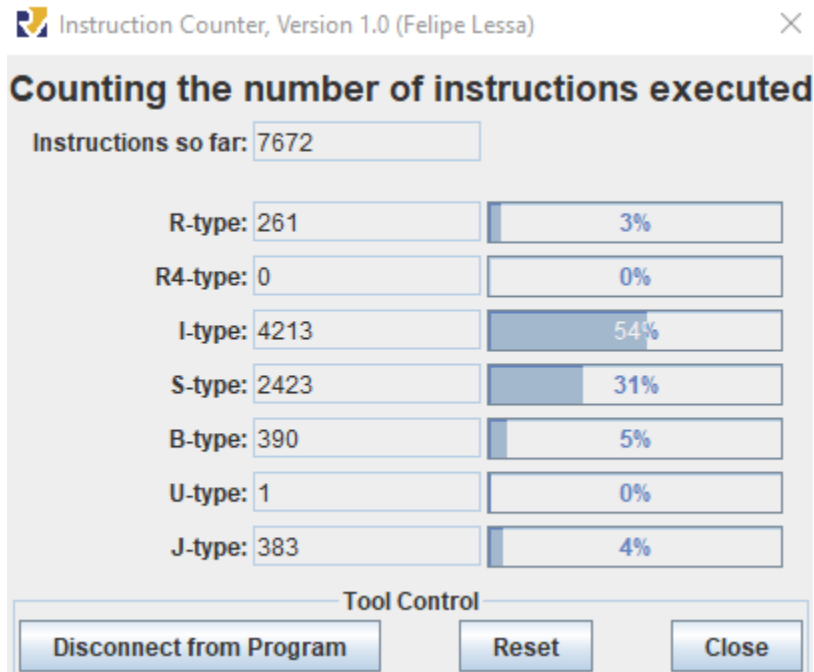 Instruction Counter, Version 1.0 (Felipe Lessa)
Counting the number of instructions executed
Instructions so far: 7672
R-type: 261 3%
R4-type: 0 0%
I-type: 4213 54%
S-type: 2423 31%
B-type: 390 5%
U-type: 1 0%
J-type: 383 4%
Tool Control
Disconnect from Program Reset Close